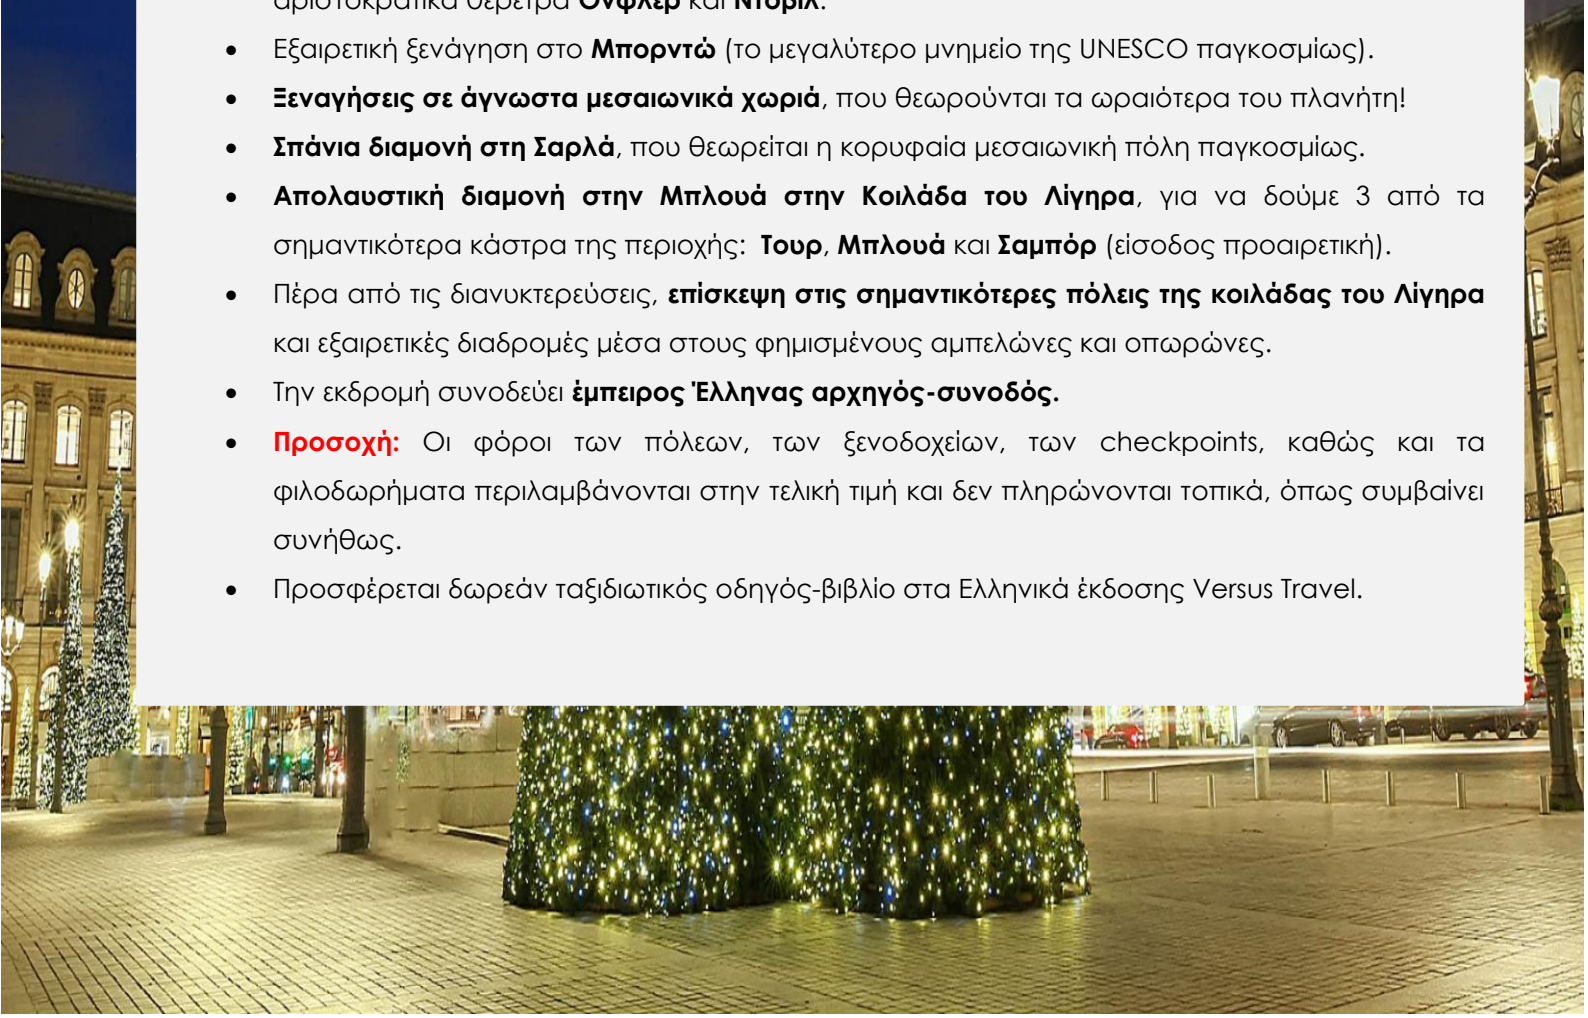 αριστοκρατικά θέρετρα Ονφλέρ και Ντοβίλ.
• Εξαιρετική ξενάγηση στο Μπορντώ (το μεγαλύτερο μνημείο της UNESCO παγκοσμίως).
• Ξεναγήσεις σε άγνωστα μεσαιωνικά χωριά, που θεωρούνται τα ωραιότερα του πλανήτη!
• Σπάνια διαμονή στη Σαρλά, που θεωρείται η κορυφαία μεσαιωνική πόλη παγκοσμίως.
• Απολαυστική διαμονή στην Μπλουά στην Κοιλάδα του Λίγηρα, για να δούμε 3 από τα
σημαντικότερα κάστρα της περιοχής: Τουρ, Μπλουά και Σαμπόρ (είσοδος προαιρετική).
• Πέρα από τις διανυκτερεύσεις, επίσκεψη στις σημαντικότερες πόλεις της κοιλάδας του Λίγηρα
και εξαιρετικές διαδρομές μέσα στους φημισμένους αμπελώνες και οπωρώνες.
• Την εκδρομή συνοδεύει έμπειρος Έλληνας αρχηγός-συνοδός.
• Προσοχή: Οι φόροι των πόλεων, των ξενοδοχείων, των checkpoints, καθώς και τα
φιλοδωρήματα περιλαμβάνονται στην τελική τιμή και δεν πληρώνονται τοπικά, όπως συμβαίνει
συνήθως.
• Προσφέρεται δωρεάν ταξιδιωτικός οδηγός-βιβλίο στα Ελληνικά έκδοσης Versus Travel.